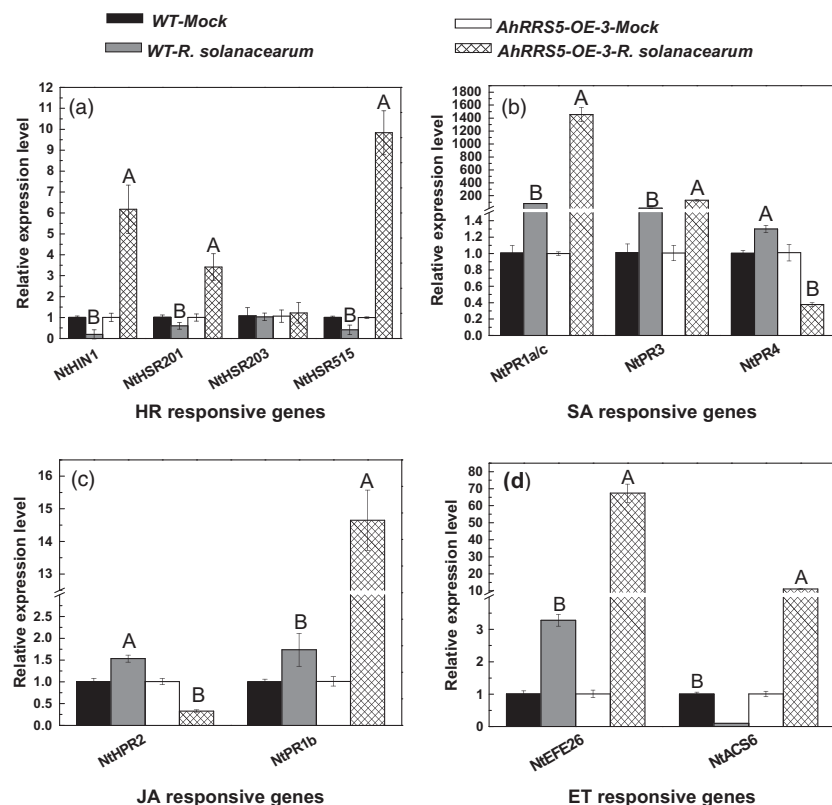 WT-Mock
AhRRS5-OE-3-Mock
WT-R. solanacearum
AhRRS5-OE-3-R. solanacearum
(a)
Relative expression level
12
11
10
9
8
7
6
5
4
3
2
1
0
B A B A B A
NtHIN1 NtHSR201 NtHSR203 NtHSR515
HR responsive genes
(b)
Relative expression level
1800
1600
1400
1200
1000
800
600
400
200
1.4
1.2
1.0
0.8
0.6
0.4
0.2
0.0
B A B A A B
NtPR1a/c NtPR3 NtPR4
SA responsive genes
(c)
Relative expression level
16
15
14
13
2.5
2.0
1.5
1.0
0.5
0.0
A B B A
NtHPR2 NtPR1b
JA responsive genes
(d)
Relative expression level
80
70
60
50
40
30
20
10
3
2
1
0
B A B A
NtEFE26 NtACS6
ET responsive genes